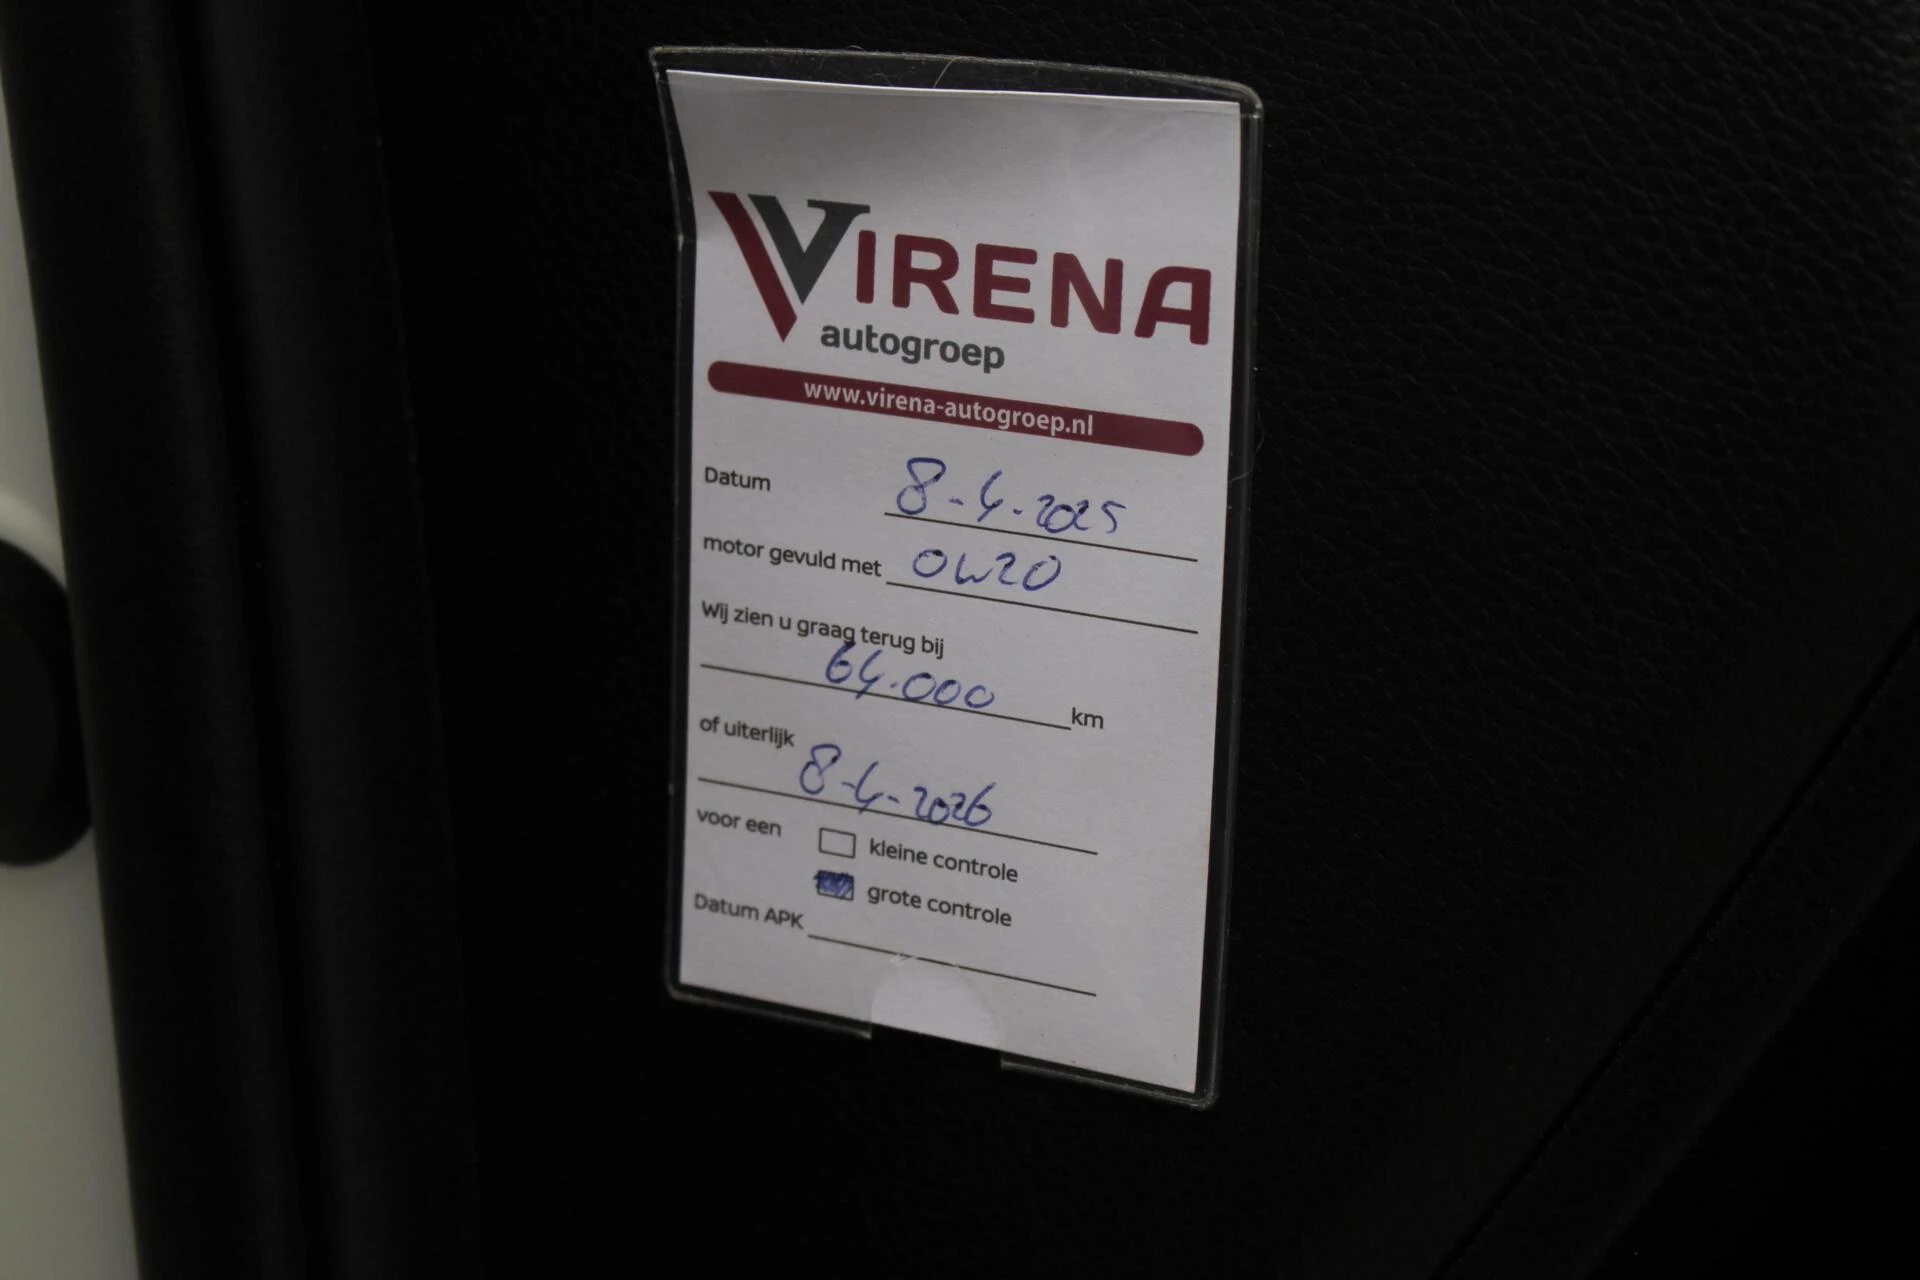 VIRENA
autogroep
www.virena-autogroep.nl
Datum 8-4-2025
motor gevuld met 0W20
Wij zien u graag terug bij
64.000 km
of uiterlijk
8-4-2026
voor een kleine controle
grote controle
Datum APK